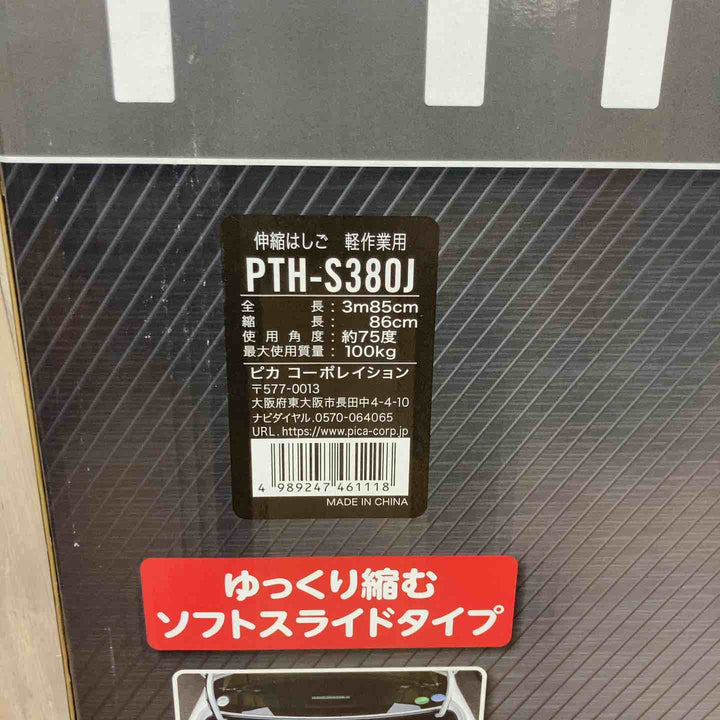 伸縮はしご 軽作業用
PTH-S380J
全長：3m85cm
縮長：86cm
使用角度：約75度
最大使用質量：100kg
ピカ コーポレイション
〒577-0013
大阪府東大阪市長田中4-4-10
ナビダイヤル.0570-064065
URL.https://www.pica-corp.jp
4 989247 461118
MADE IN CHINA
ゆっくり縮む
ソフトスライドタイプ